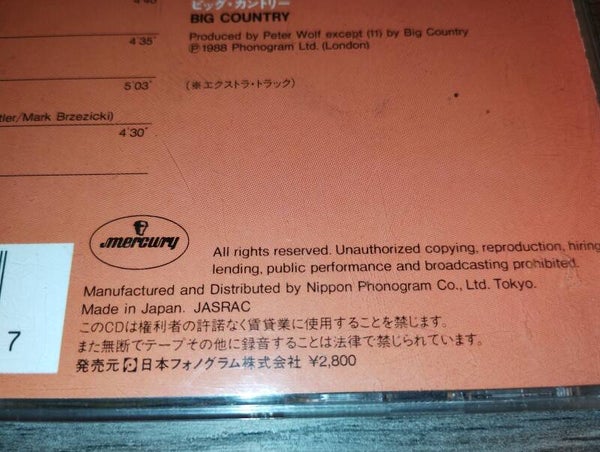 ビッグ・カントリー
BIG COUNTRY
Produced by Peter Wolf except (11) by Big Country
Ⓟ1988 Phonogram Ltd. (London)
4'35"
5'03"
(※エクストラ・トラック)
tler/Mark Brzezicki)
4'30"
mercury
All rights reserved. Unauthorized copying, reproduction, hiring
lending, public performance and broadcasting prohibited.
Manufactured and Distributed by Nippon Phonogram Co., Ltd. Tokyo.
Made in Japan. JASRAC
このCDは権利者の許諾なく賃貸業に使用することを禁じます。
また無断でテープその他に録音することは法律で禁じられています。
発売元 日本フォノグラム株式会社 ¥2,800
7